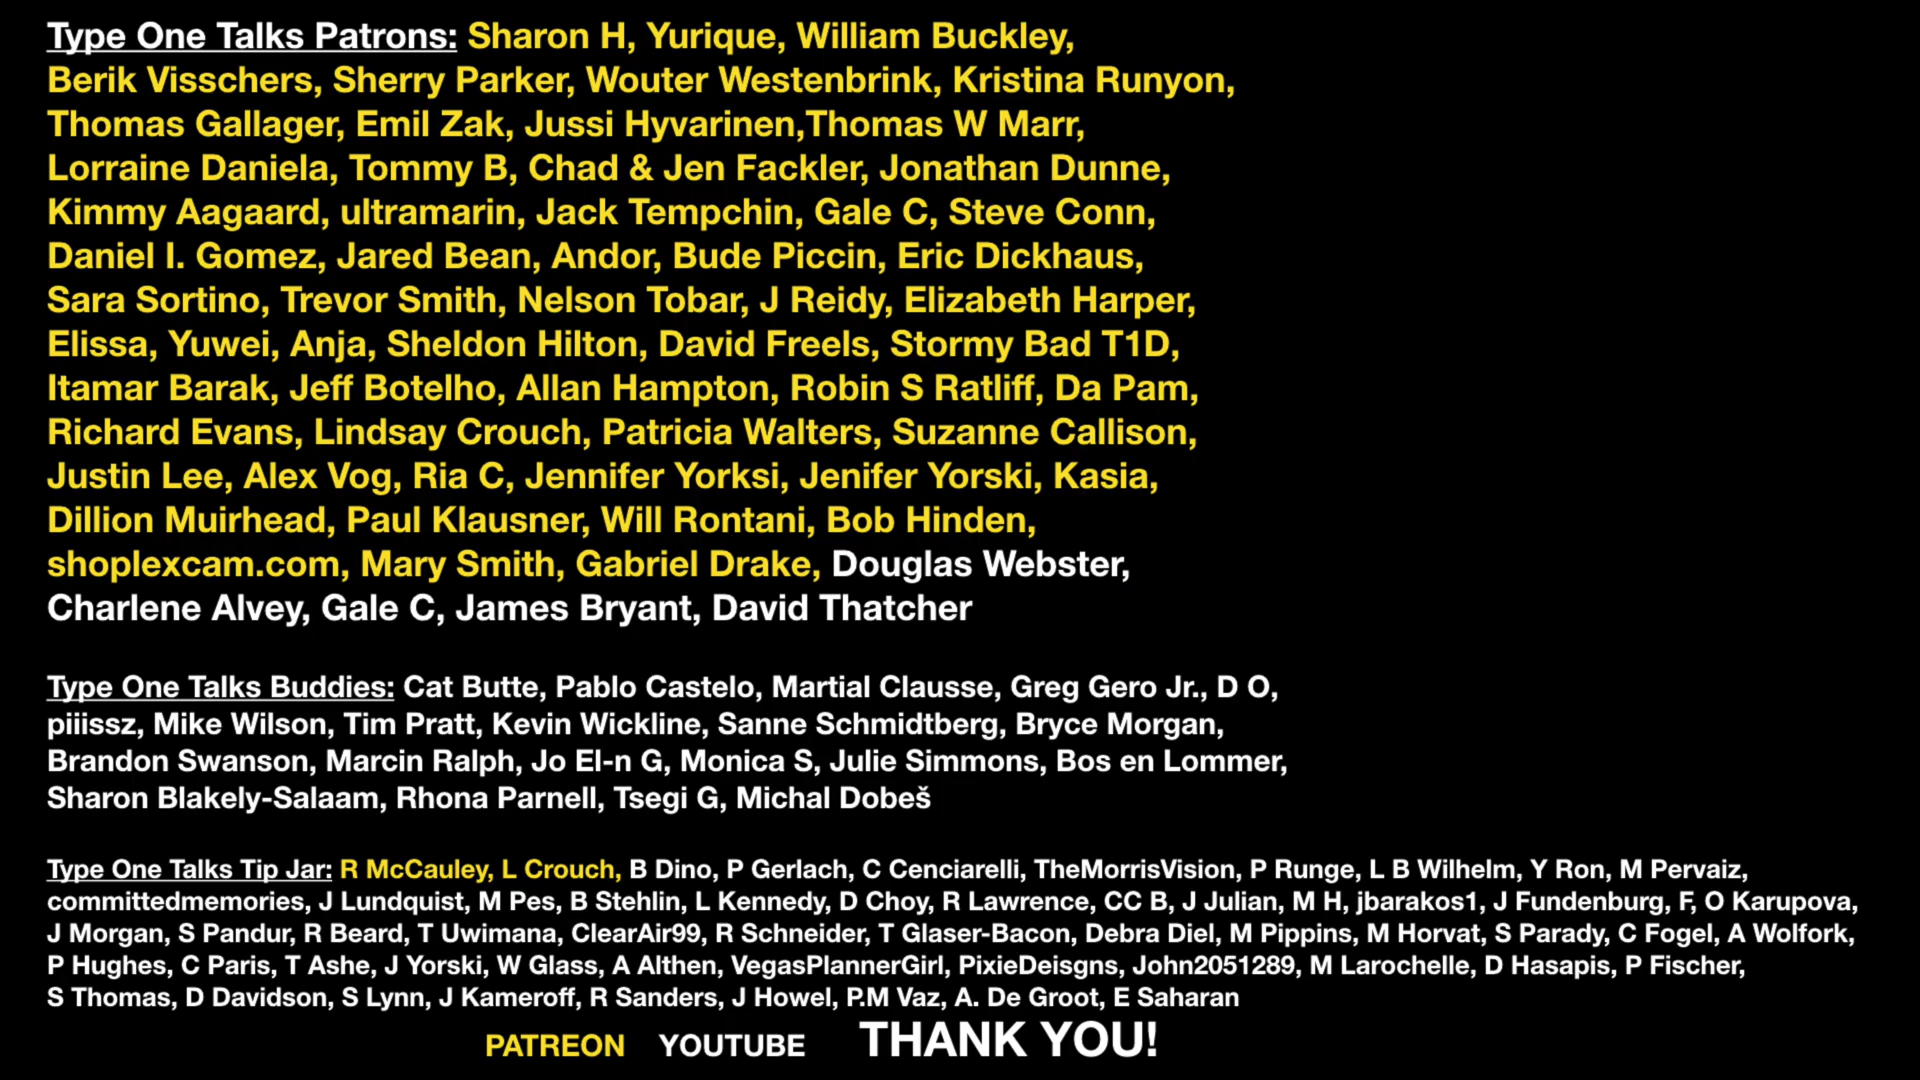 Type One Talks Patrons: Sharon H, Yurique, William Buckley,
Berik Visschers, Sherry Parker, Wouter Westenbrink, Kristina Runyon,
Thomas Gallager, Emil Zak, Jussi Hyvarinen,Thomas W Marr,
Lorraine Daniela, Tommy B, Chad & Jen Fackler, Jonathan Dunne,
Kimmy Aagaard, ultramarin, Jack Tempchin, Gale C, Steve Conn,
Daniel I. Gomez, Jared Bean, Andor, Bude Piccin, Eric Dickhaus,
Sara Sortino, Trevor Smith, Nelson Tobar, J Reidy, Elizabeth Harper,
Elissa, Yuwei, Anja, Sheldon Hilton, David Freels, Stormy Bad T1D,
Itamar Barak, Jeff Botelho, Allan Hampton, Robin S Ratliff, Da Pam,
Richard Evans, Lindsay Crouch, Patricia Walters, Suzanne Callison,
Justin Lee, Alex Vog, Ria C, Jennifer Yorksi, Jenifer Yorski, Kasia,
Dillion Muirhead, Paul Klausner, Will Rontani, Bob Hinden,
shoplexcam.com, Mary Smith, Gabriel Drake, Douglas Webster,
Charlene Alvey, Gale C, James Bryant, David Thatcher
Type One Talks Buddies: Cat Butte, Pablo Castelo, Martial Clausse, Greg Gero Jr., D O,
piiissz, Mike Wilson, Tim Pratt, Kevin Wickline, Sanne Schmidtberg, Bryce Morgan,
Brandon Swanson, Marcin Ralph, Jo El-n G, Monica S, Julie Simmons, Bos en Lommer,
Sharon Blakely-Salaam, Rhona Parnell, Tsegi G, Michal Dobeš
Type One Talks Tip Jar: R McCauley, L Crouch, B Dino, P Gerlach, C Cenciarelli, TheMorrisVision, P Runge, L B Wilhelm, Y Ron, M Pervaiz,
committedmemories, J Lundquist, M Pes, B Stehlin, L Kennedy, D Choy, R Lawrence, CC B, J Julian, M H, jbarakos1, J Fundenburg, F, O Karupova,
J Morgan, S Pandur, R Beard, T Uwimana, ClearAir99, R Schneider, T Glaser-Bacon, Debra Diel, M Pippins, M Horvat, S Parady, C Fogel, A Wolfork,
P Hughes, C Paris, T Ashe, J Yorski, W Glass, A Althen, VegasPlannerGirl, PixieDeisgns, John2051289, M Larochelle, D Hasapis, P Fischer,
S Thomas, D Davidson, S Lynn, J Kameroff, R Sanders, J Howel, P.M Vaz, A. De Groot, E Saharan
PATREON YOUTUBE THANK YOU!